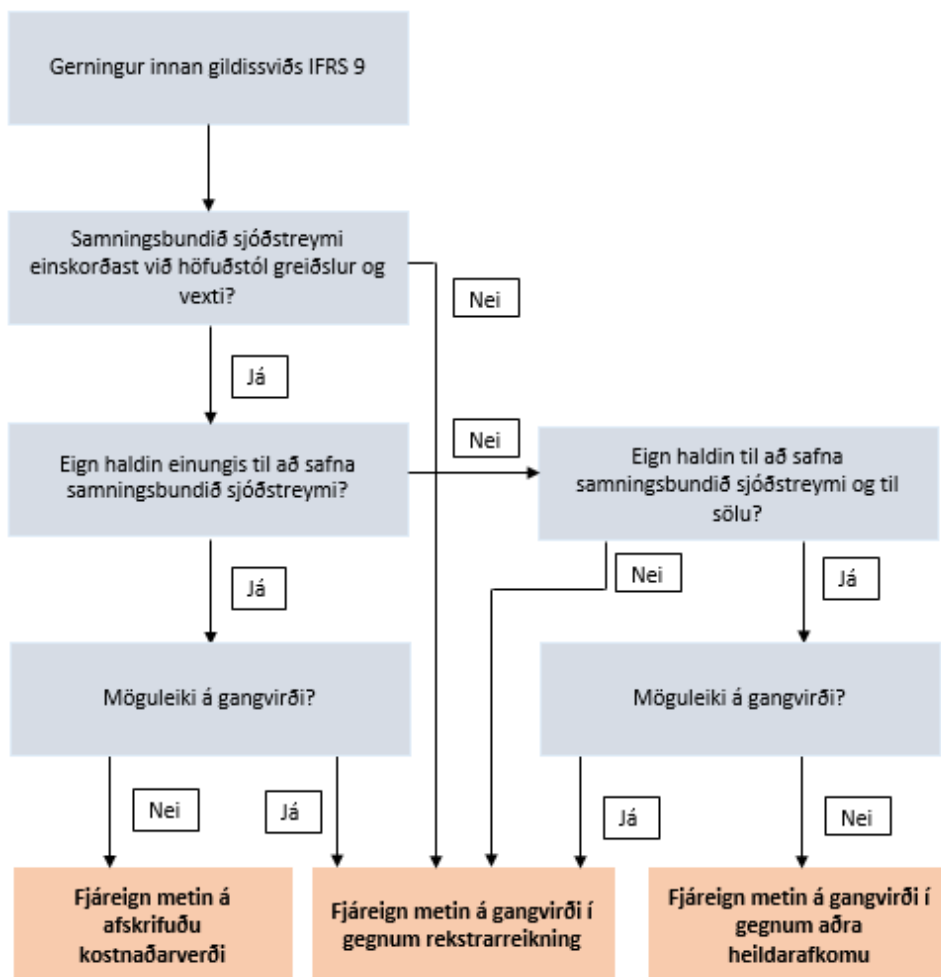 Gerningur innan gildissviðs IFRS 9
Samningsbundið sjóðstreymi
einskorðast við höfuðstól greiðslur og
vexti?
Nei
Já
Eign haldin einungis til að safna
samningsbundið sjóðstreymi?
Nei
Eign haldin til að safna
samningsbundið sjóðstreymi og til
sölu?
Já
Nei
Já
Möguleiki á gangvirði?
Möguleiki á gangvirði?
Nei
Já
Já
Nei
Fjáreign metin á
afskrifuðu
kostnaðarverði
Fjáreign metin á gangvirði í
gegnum rekstrarreikning
Fjáreign metin á gangvirði í
gegnum aðra
heildarafkomu